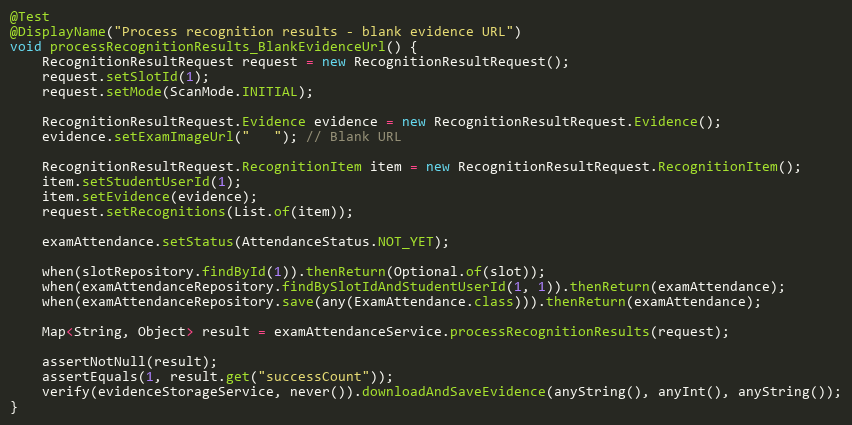 @Test
@DisplayName("Process recognition results - blank evidence URL")
void processRecognitionResults_BlankEvidenceUrl() {
    RecognitionResultRequest request = new RecognitionResultRequest();
    request.setSlotId(1);
    request.setMode(ScanMode.INITIAL);

    RecognitionResultRequest.Evidence evidence = new RecognitionResultRequest.Evidence();
    evidence.setExamImageUrl("   "); // Blank URL

    RecognitionResultRequest.RecognitionItem item = new RecognitionResultRequest.RecognitionItem();
    item.setStudentUserId(1);
    item.setEvidence(evidence);
    request.setRecognitions(List.of(item));

    examAttendance.setStatus(AttendanceStatus.NOT_YET);

    when(slotRepository.findById(1)).thenReturn(Optional.of(slot));
    when(examAttendanceRepository.findBySlotIdAndStudentUserId(1, 1)).thenReturn(examAttendance);
    when(examAttendanceRepository.save(any(ExamAttendance.class))).thenReturn(examAttendance);

    Map<String, Object> result = examAttendanceService.processRecognitionResults(request);

    assertNotNull(result);
    assertEquals(1, result.get("successCount"));
    verify(evidenceStorageService, never()).downloadAndSaveEvidence(anyString(), anyInt(), anyString());
}